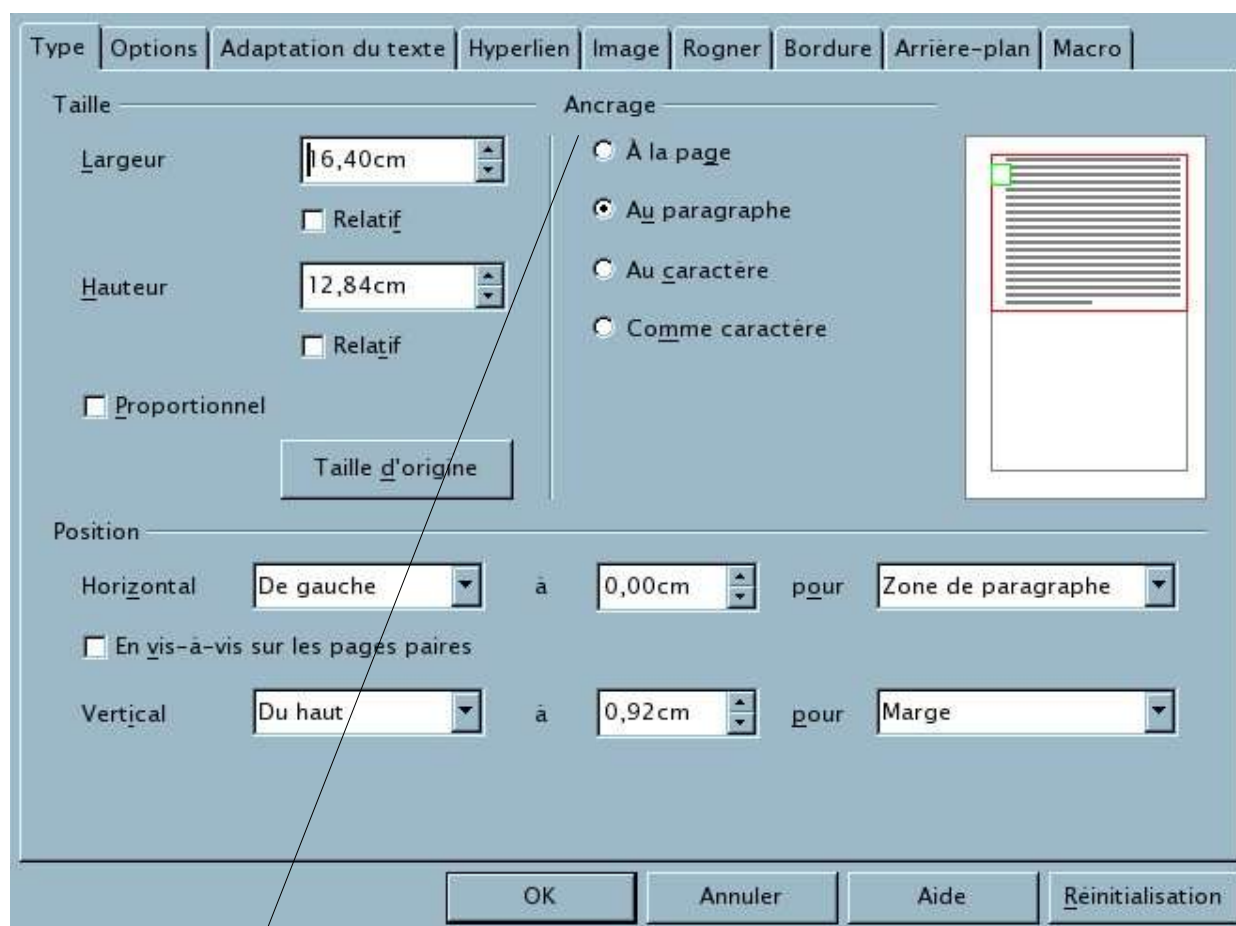 Type Options Adaptation du texte Hyperlien Image Rogner Bordure Arrière-plan Macro
Taille Ancrage
Largeur 16,40cm À la page
Relatif Au paragraphe
Hauteur 12,84cm Au caractère
Relatif Comme caractère
Proportionnel
Taille d'origine
Position
Horizontal De gauche à 0,00cm pour Zone de paragraphe
En vis-à-vis sur les pages paires
Vertical Du haut à 0,92cm pour Marge
OK Annuler Aide Réinitialisation